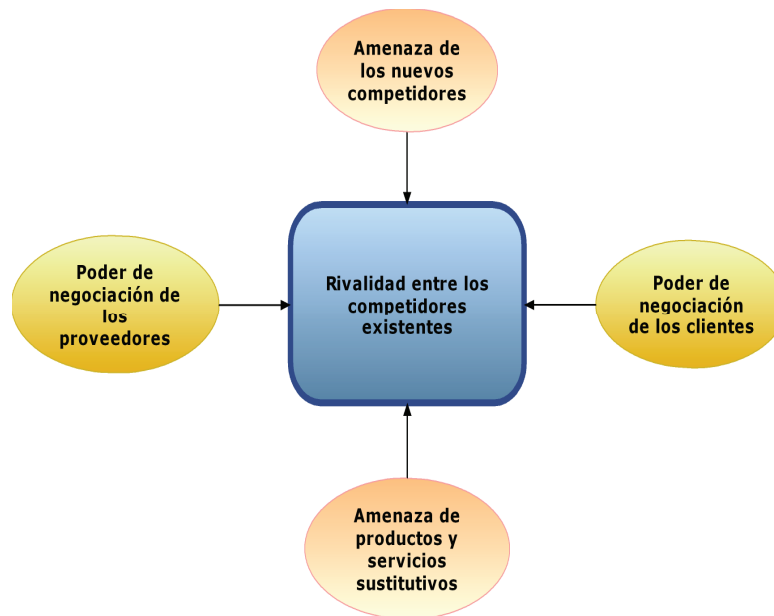 Amenaza de
los nuevos
competidores
Poder de
negociación de
los
proveedores
Rivalidad entre los
competidores
existentes
Poder de
negociación
de los clientes
Amenaza de
productos y
servicios
sustitutivos